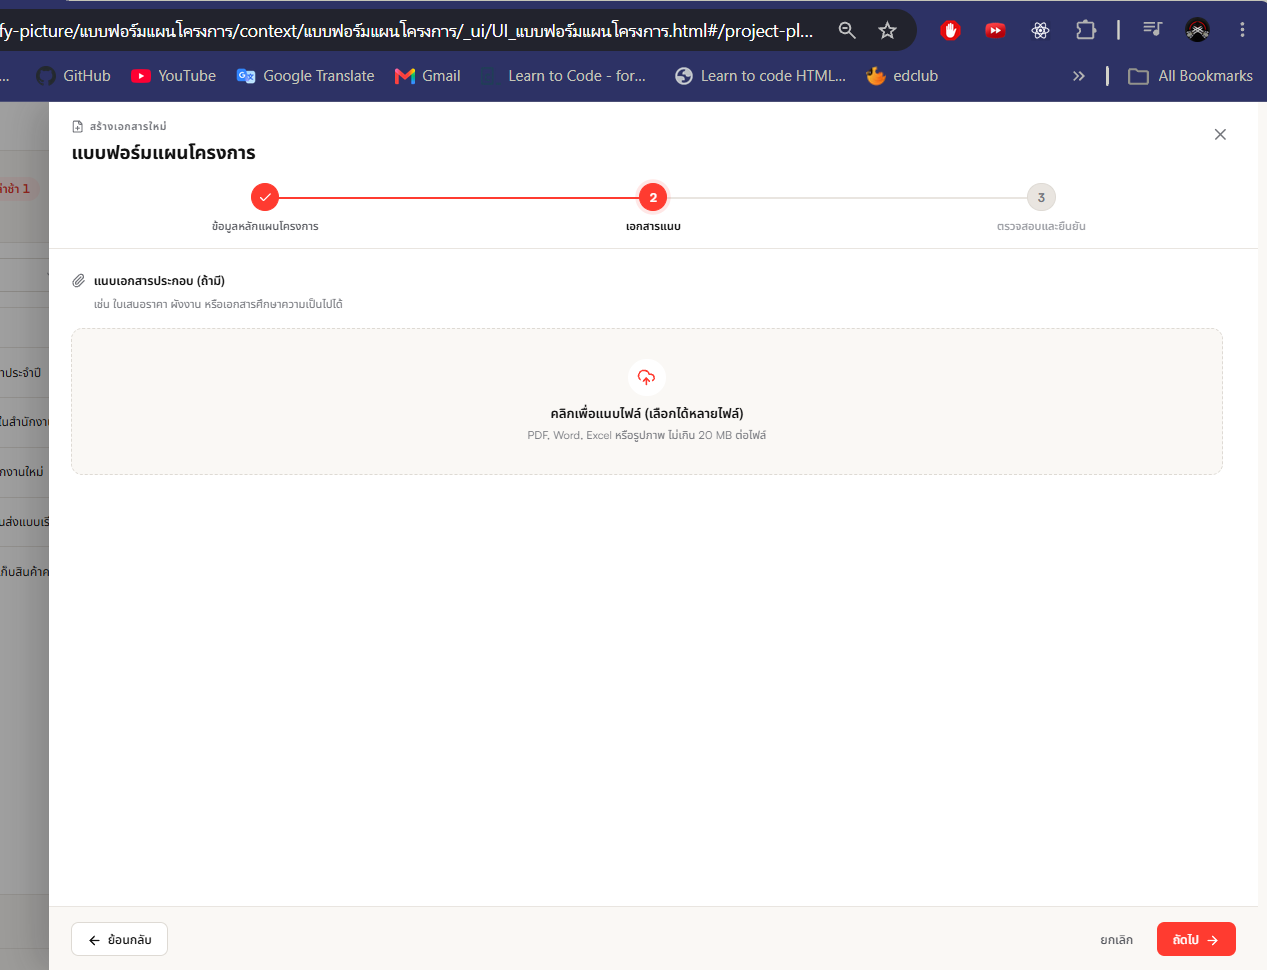 fy-picture/แบบฟอร์มแผนโครงการ/context/แบบฟอร์มแผนโครงการ/_ui/UI_แบบฟอร์มแผนโครงการ.html#/project-pl...
... GitHub YouTube Google Translate Gmail Learn to Code - for... Learn to code HTML... edclub » All Bookmarks
สร้างเอกสารใหม่
แบบฟอร์มแผนโครงการ
1
2 3
ข้อมูลหลักแผนโครงการ เอกสารแนบ ตรวจสอบและยืนยัน
แนบเอกสารประกอบ (ถ้ามี)
เช่น ใบเสนอราคา ผังงาน หรือเอกสารศึกษาความเป็นไปได้
คลิกเพื่อแนบไฟล์ (เลือกได้หลายไฟล์)
PDF, Word, Excel หรือรูปภาพ ไม่เกิน 20 MB ต่อไฟล์
ย้อนกลับ ยกเลิก ถัดไป